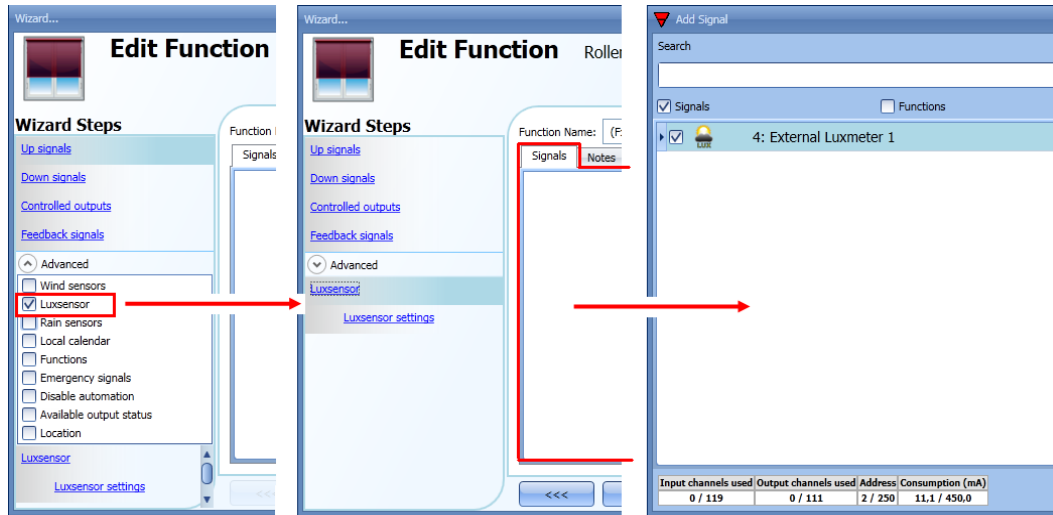 Wizard...
Edit Function
Wizard Steps
Up signals
Down signals
Controlled outputs
Feedback signals
Advanced
Wind sensors
Luxsensor
Rain sensors
Local calendar
Functions
Emergency signals
Disable automation
Available output status
Location
Luxsensor
Luxsensor settings
Function
Signals
<<
Wizard...
Edit Function Roller
Wizard Steps
Up signals
Down signals
Controlled outputs
Feedback signals
Advanced
Luxsensor
Luxsensor settings
Function Name: (F
Signals Notes
<<<
Add Signal
Search
Signals Functions
LUX 4: External Luxmeter 1
Input channels used Output channels used Address Consumption (mA)
0 / 119 0 / 111 2 / 250 11,1 / 450,0